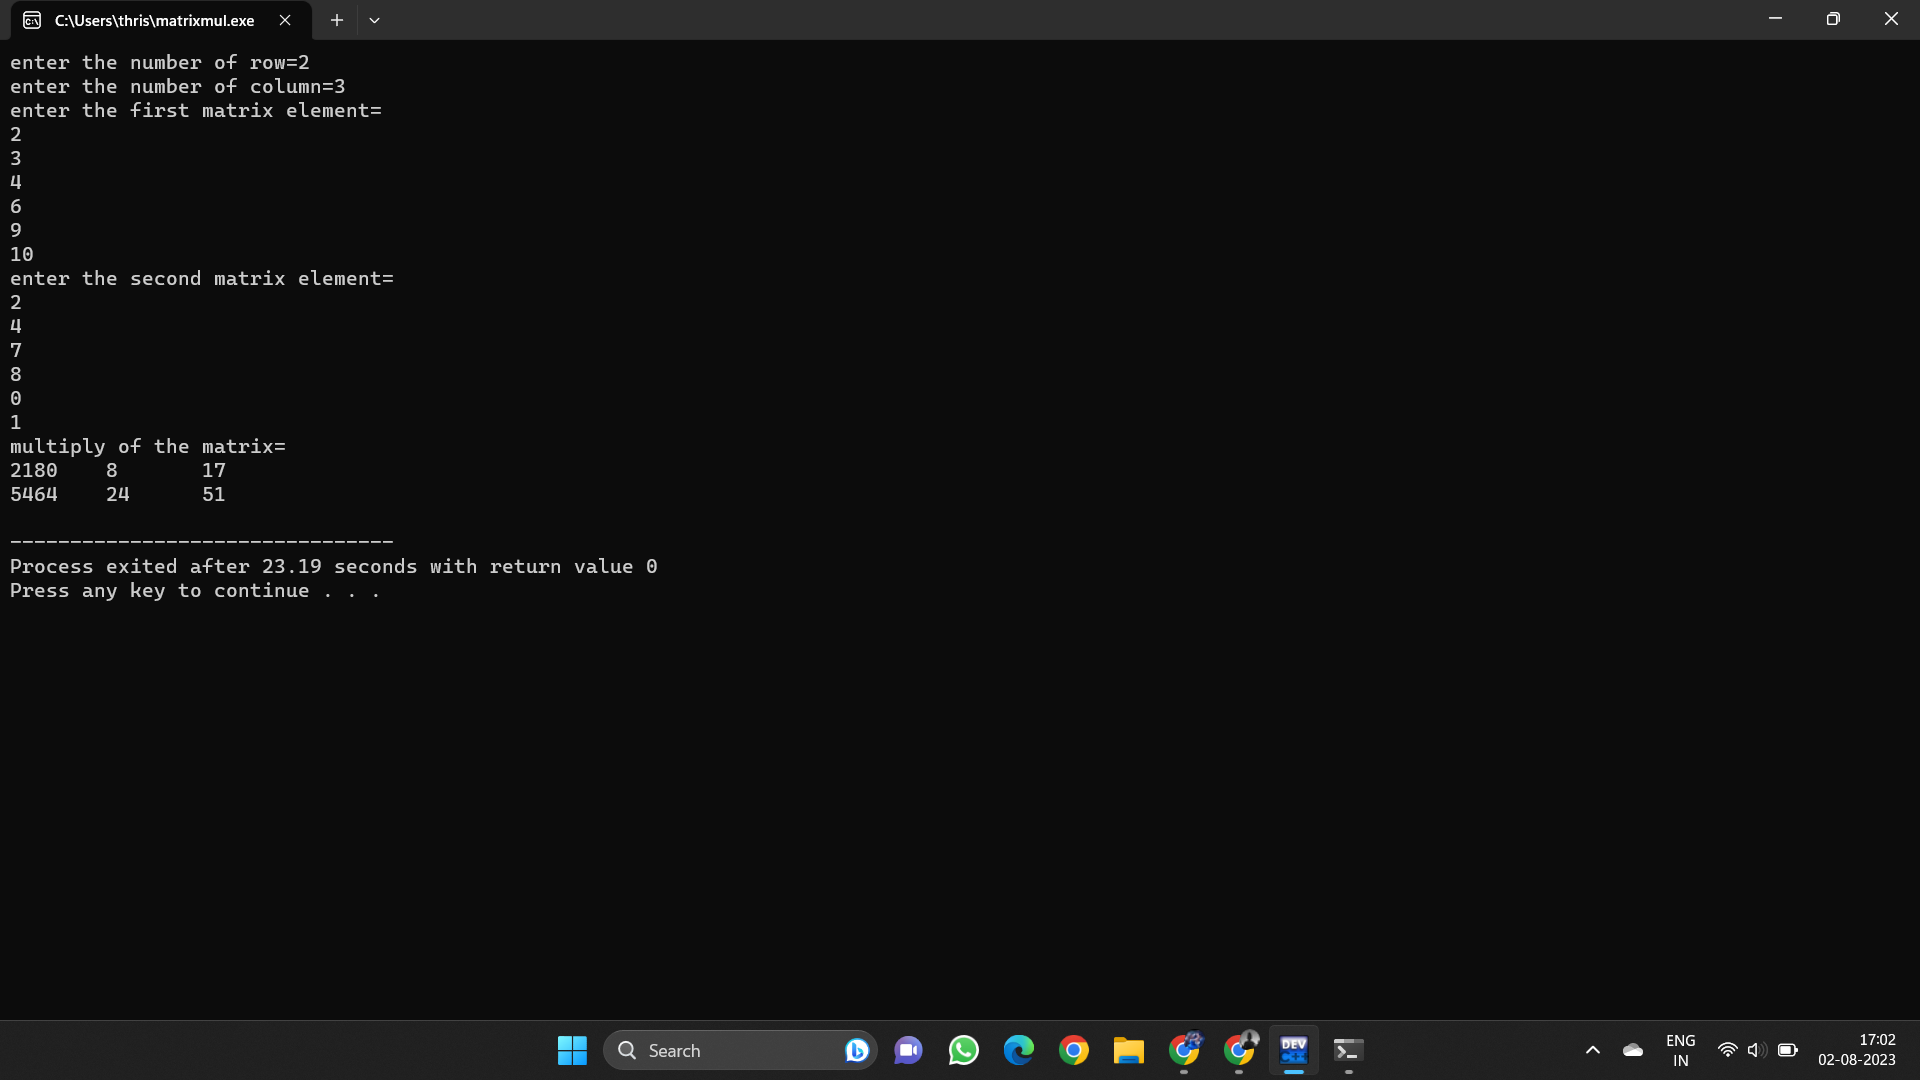 C:\Users\thris\matrixmul.exe
enter the number of row=2
enter the number of column=3
enter the first matrix element=
2
3
4
6
9
10
enter the second matrix element=
2
4
7
8
0
1
multiply of the matrix=
2180    8       17
5464    24      51
--------------------------------
Process exited after 23.19 seconds with return value 0
Press any key to continue . . .
Search
DEV
C++
ENG
IN
17:02
02-08-2023